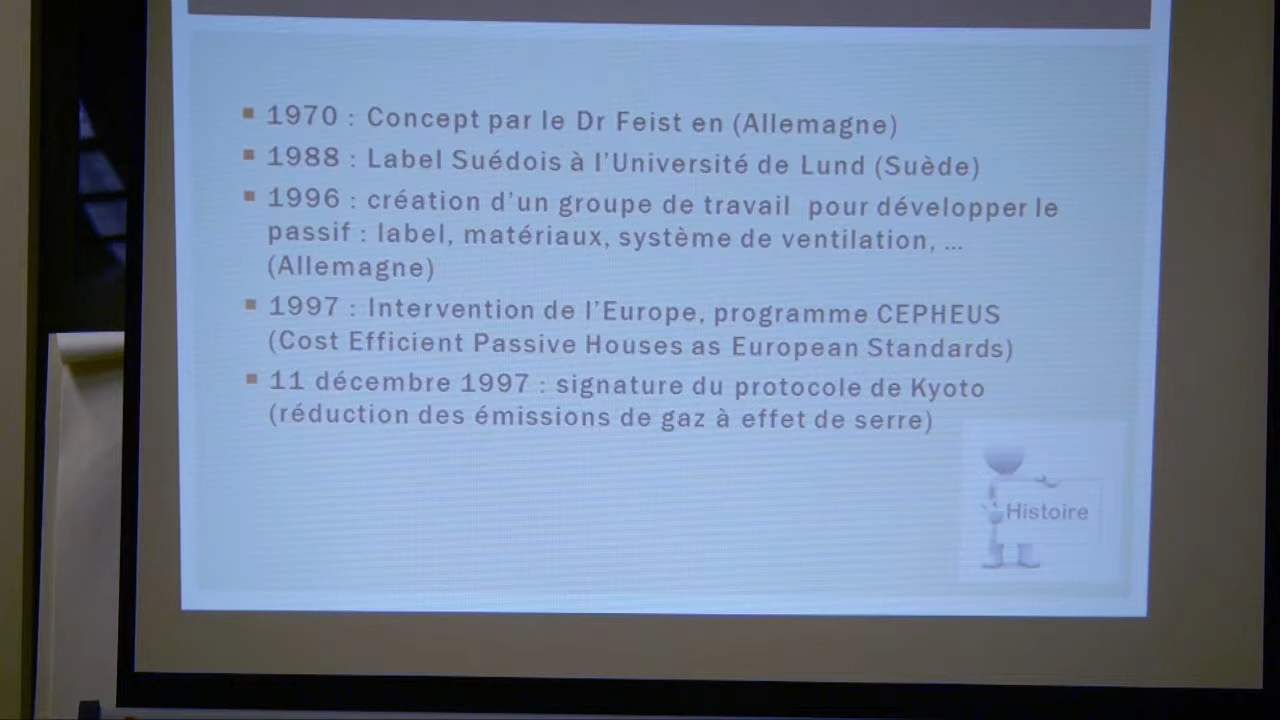 1970 : Concept par le Dr Feist en (Allemagne)
1988 : Label Suédois à l'Université de Lund (Suède)
1996 : création d'un groupe de travail pour développer le
passif : label, matériaux, système de ventilation, ...
(Allemagne)
1997 : Intervention de l'Europe, programme CEPHEUS
(Cost Efficient Passive Houses as European Standards)
11 décembre 1997 : signature du protocole de Kyoto
(réduction des émissions de gaz à effet de serre)
Histoire